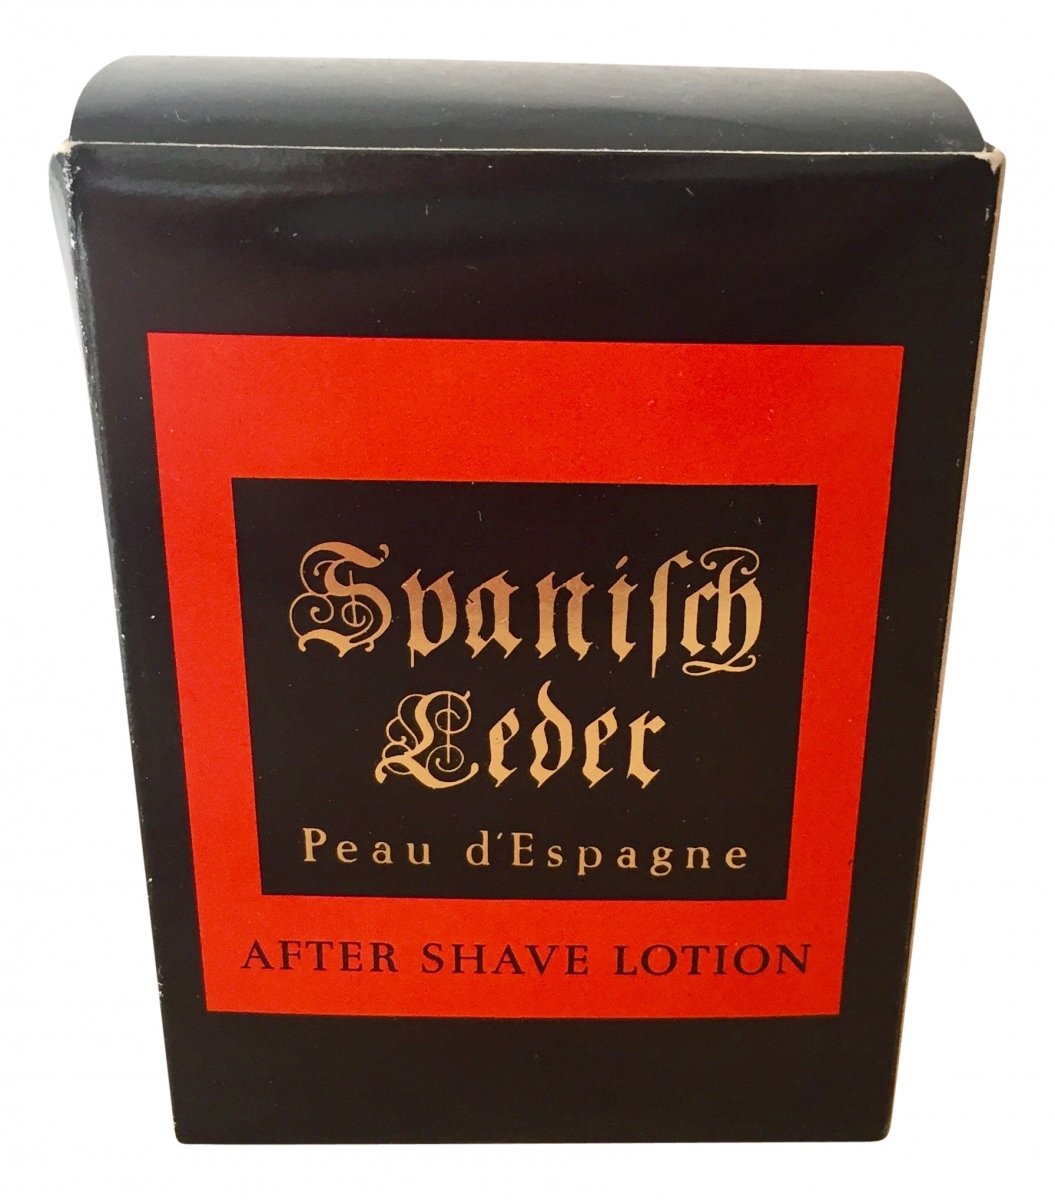 Spaniſch
Leder
Peau d'Espagne
AFTER SHAVE LOTION